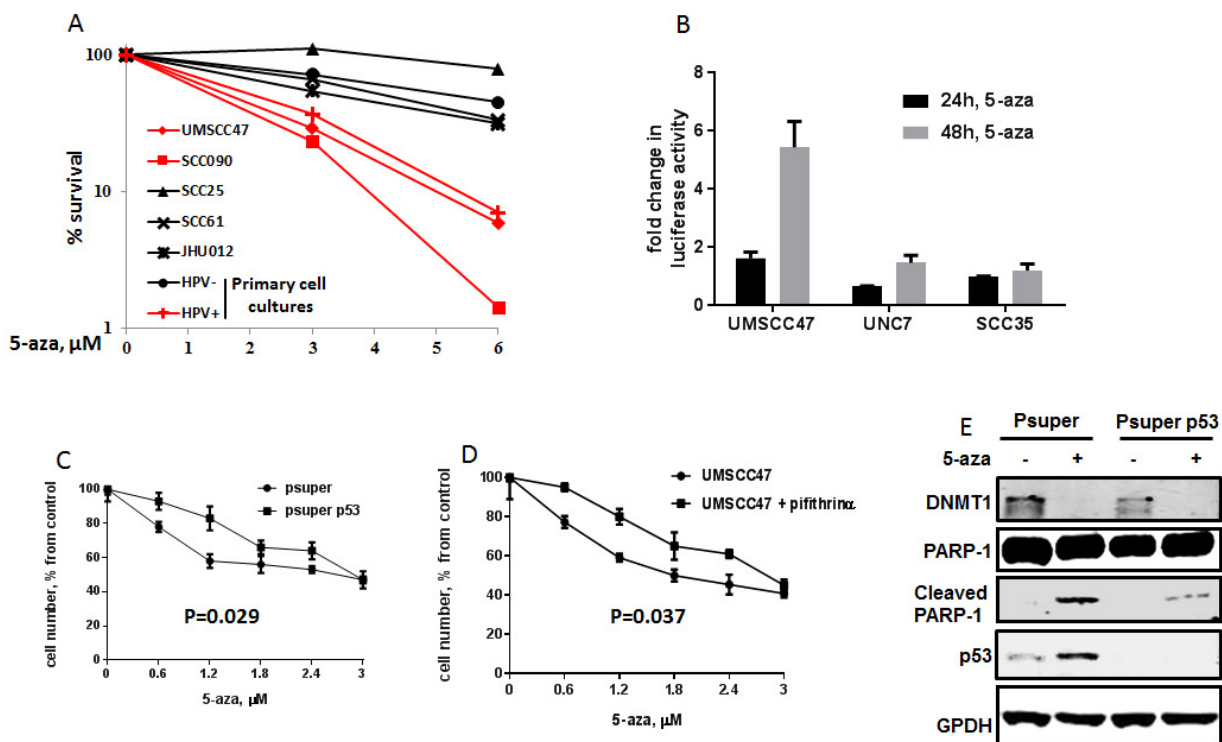 A
% survival
100
10
1
UMSCC47
SCC090
SCC25
SCC61
JHU012
HPV-
HPV+
Primary cell
cultures
5-aza, µM
0 1 2 3 4 5 6
B
fold change in
luciferase activity
8
6
4
2
0
24h, 5-aza
48h, 5-aza
UMSCC47 UNC7 SCC35
C
cell number, % from control
100
80
60
40
20
0
psuper
psuper p53
P=0.029
0 0.6 1.2 1.8 2.4 3
5-aza, µM
D
cell number, % from control
100
80
60
40
20
0
UMSCC47
UMSCC47 + pifithrinα
P=0.037
0 0.6 1.2 1.8 2.4 3
5-aza, µM
E
Psuper Psuper p53
5-aza - + - +
DNMT1
PARP-1
Cleaved
PARP-1
p53
GPDH